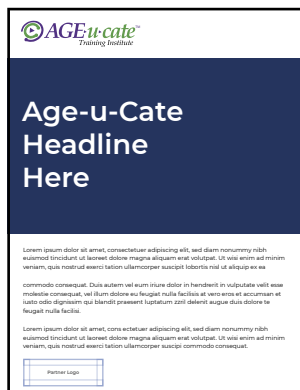 AGE·u·cate™
Training Institute
Age-u-Cate
Headline
Here
Lorem ipsum dolor sit amet, consectetuer adipiscing elit, sed diam nonummy nibh
euismod tincidunt ut laoreet dolore magna aliquam erat volutpat. Ut wisi enim ad minim
veniam, quis nostrud exerci tation ullamcorper suscipit lobortis nisl ut aliquip ex ea
commodo consequat. Duis autem vel eum iriure dolor in hendrerit in vulputate velit esse
molestie consequat, vel illum dolore eu feugiat nulla facilisis at vero eros et accumsan et
iusto odio dignissim qui blandit praesent luptatum zzril delenit augue duis dolore te
feugait nulla facilisi.
Lorem ipsum dolor sit amet, cons ectetuer adipiscing elit, sed diam nonummy nibh
euismod tincidunt ut laoreet dolore magna aliquam erat volutpat. Ut wisi enim ad minim
veniam, quis nostrud exerci tation ullamcorper suscipi commodo consequat.
Partner Logo